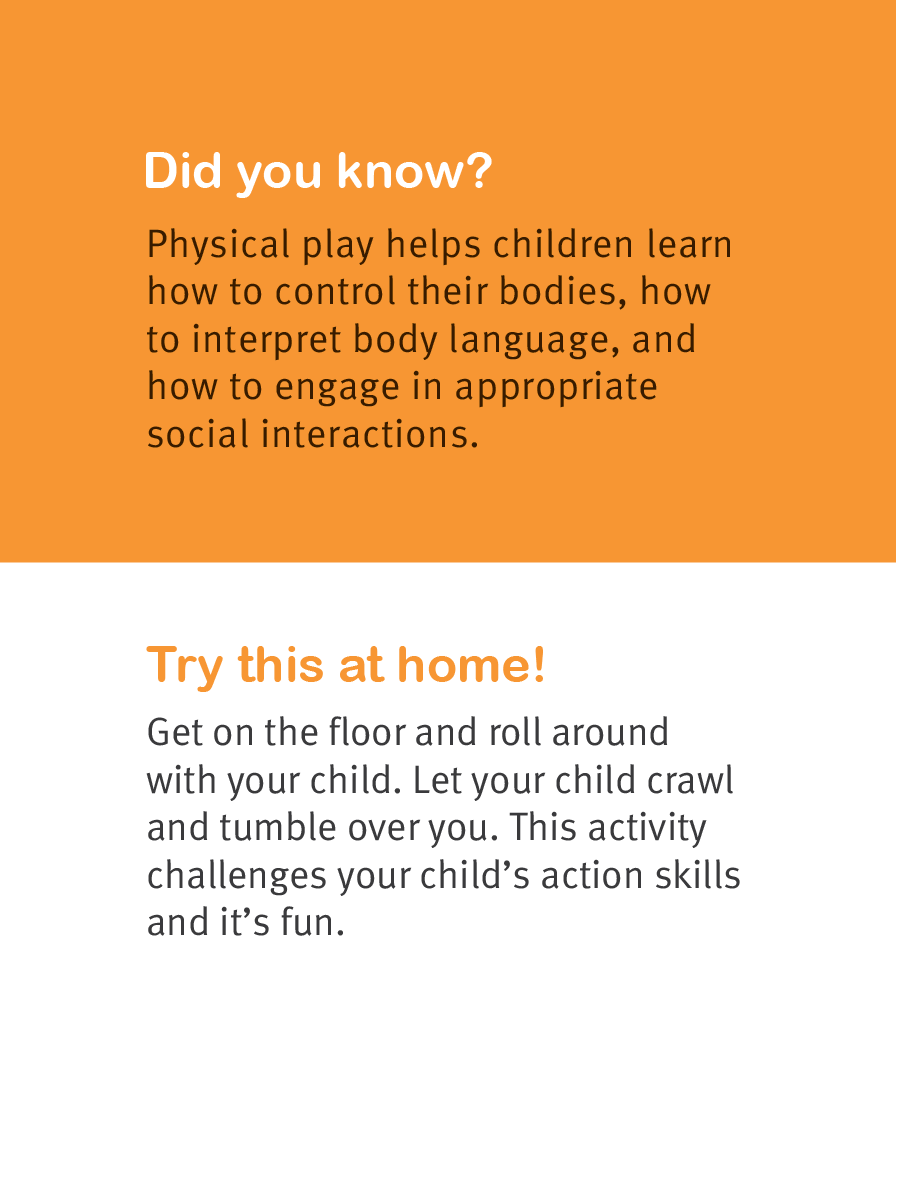 Did you know?
Physical play helps children learn
how to control their bodies, how
to interpret body language, and
how to engage in appropriate
social interactions.
Try this at home!
Get on the floor and roll around
with your child. Let your child crawl
and tumble over you. This activity
challenges your child’s action skills
and it’s fun.